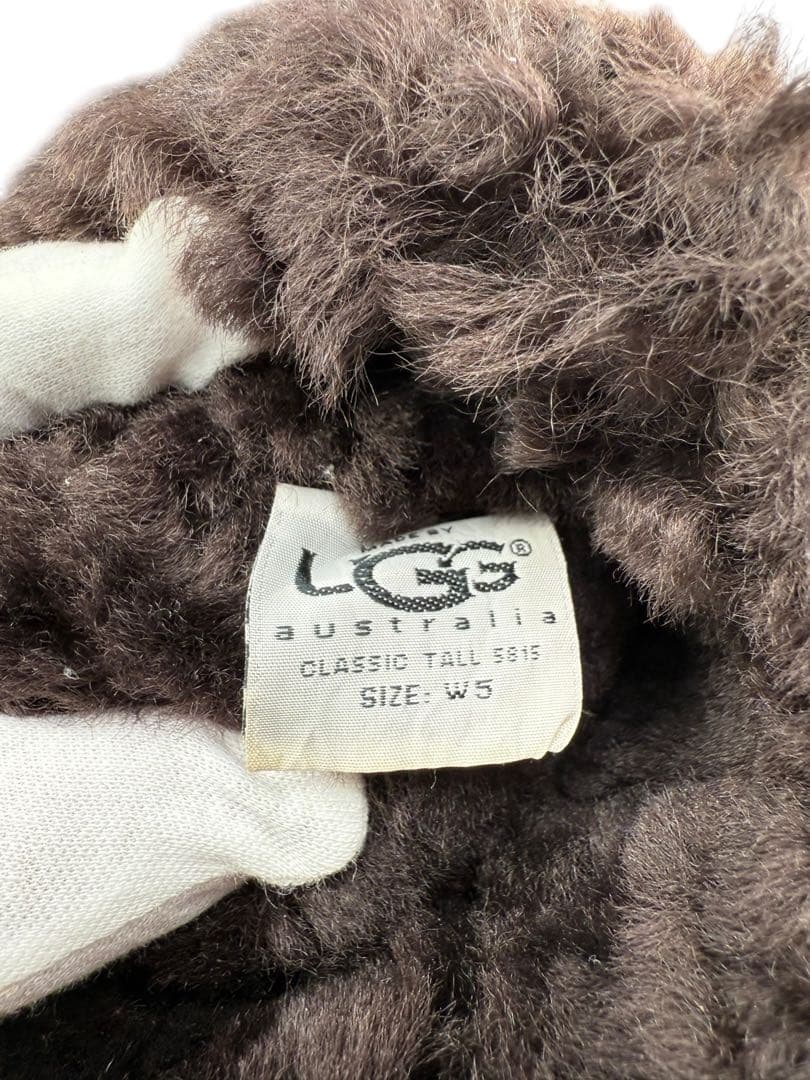 MADE BY
UGG®
australia
CLASSIC TALL 5815
SIZE: W5